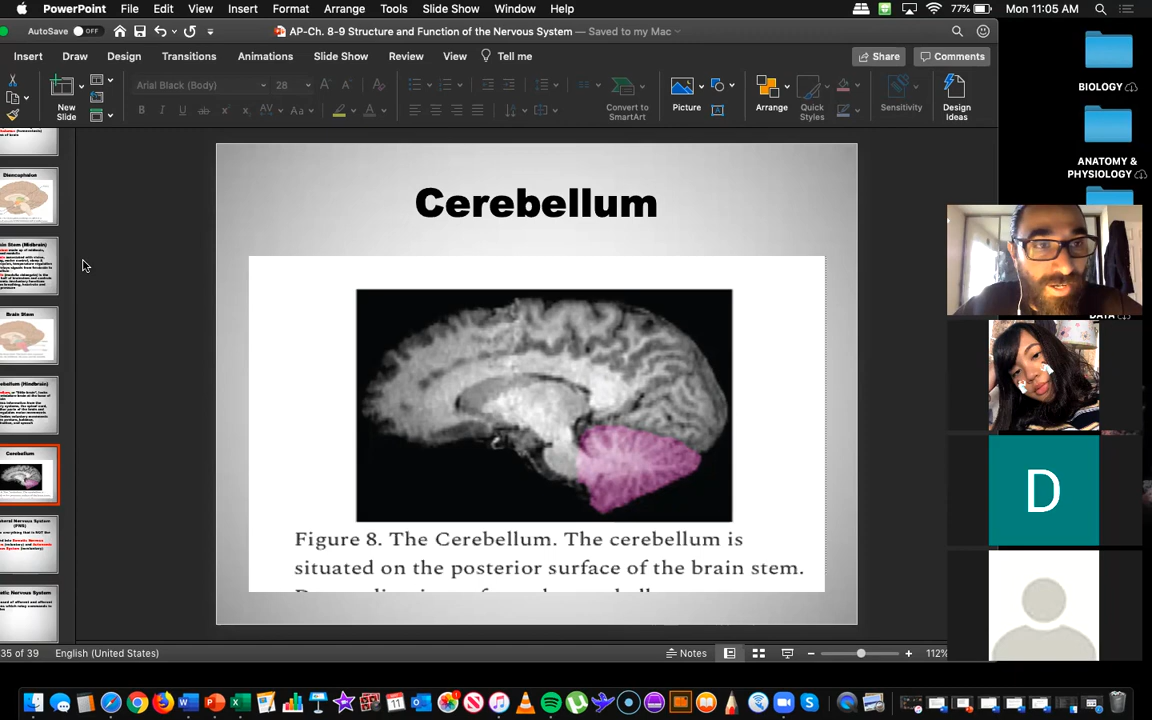 PowerPoint File Edit View Insert Format Arrange Tools Slide Show Window Help 77% Mon 11:05 AM
AutoSave OFF AP-Ch. 8-9 Structure and Function of the Nervous System — Saved to my Mac
Insert Draw Design Transitions Animations Slide Show Review View Tell me Share Comments
Arial Black (Body) 28
New Slide
Convert to SmartArt
Picture
Arrange
Quick Styles
Sensitivity
Design Ideas
BIOLOGY
ANATOMY & PHYSIOLOGY
DATA
Diencephalon
Brain Stem
Cerebellum
Cerebellum
Figure 8. The Cerebellum. The cerebellum is
situated on the posterior surface of the brain stem.
D
35 of 39 English (United States) Notes 112%